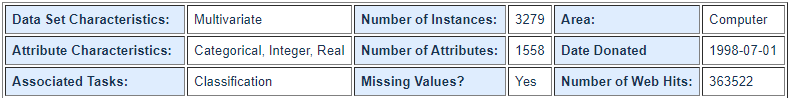 Data Set Characteristics: Multivariate Number of Instances: 3279 Area: Computer
Attribute Characteristics: Categorical, Integer, Real Number of Attributes: 1558 Date Donated 1998-07-01
Associated Tasks: Classification Missing Values? Yes Number of Web Hits: 363522